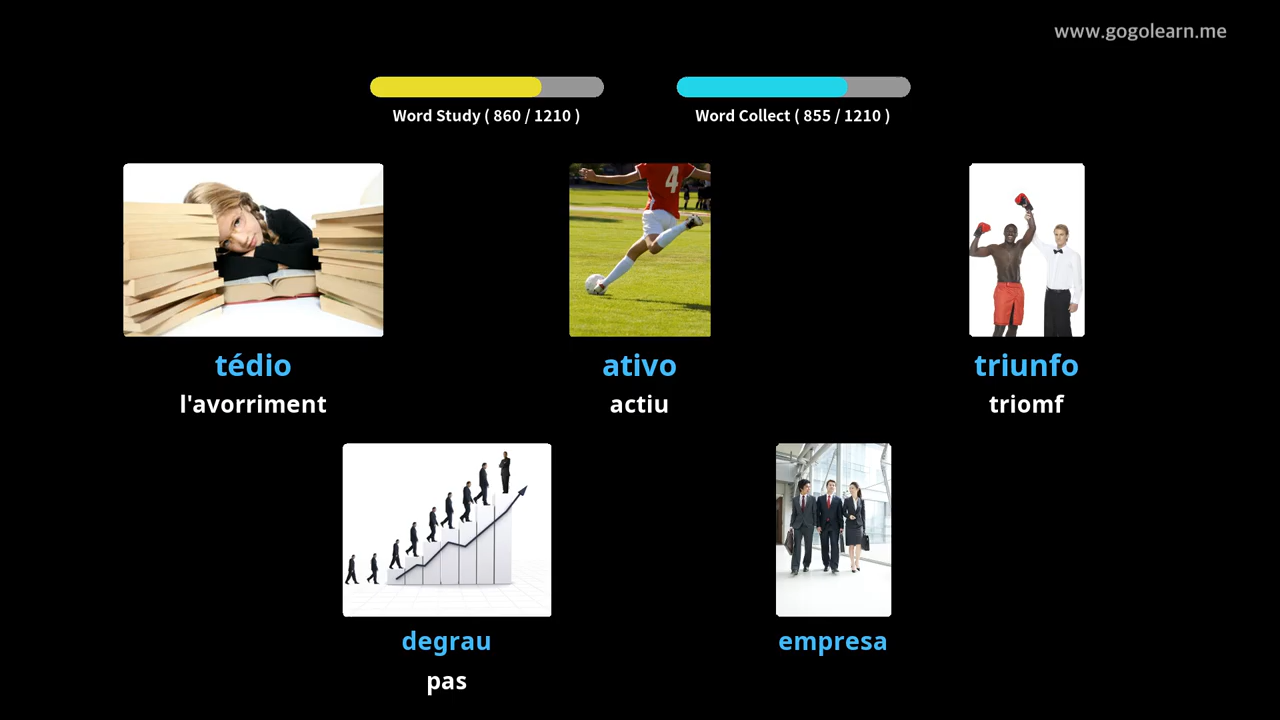 www.gogolearn.me
Word Study ( 860 / 1210 )
Word Collect ( 855 / 1210 )
4
tédio
ativo
triunfo
l'avorriment
actiu
triomf
degrau
empresa
pas